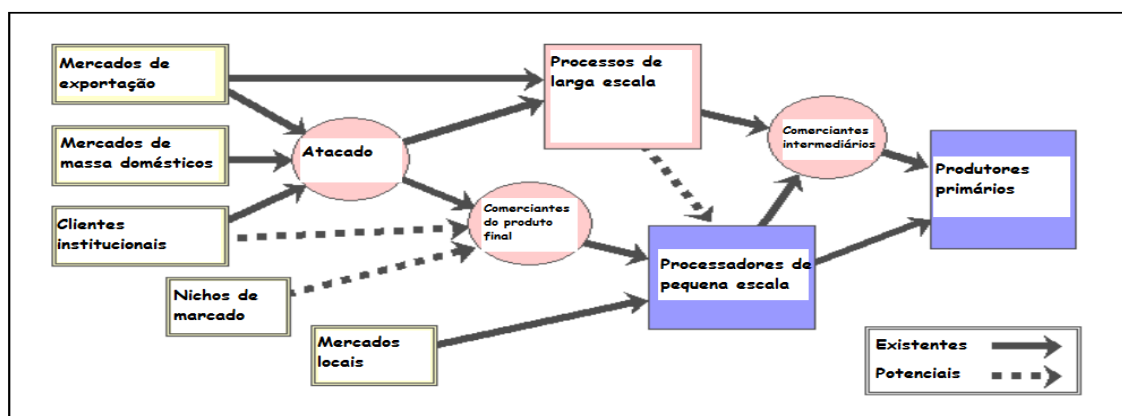 Mercados de
exportação
Mercados de
massa domésticos
Clientes
institucionais
Nichos de
marcado
Mercados
locais
Atacado
Comerciantes
do produto
final
Processos de
larga escala
Processadores de
pequena escala
Comerciantes
intermediários
Produtores
primários
Existentes
Potenciais